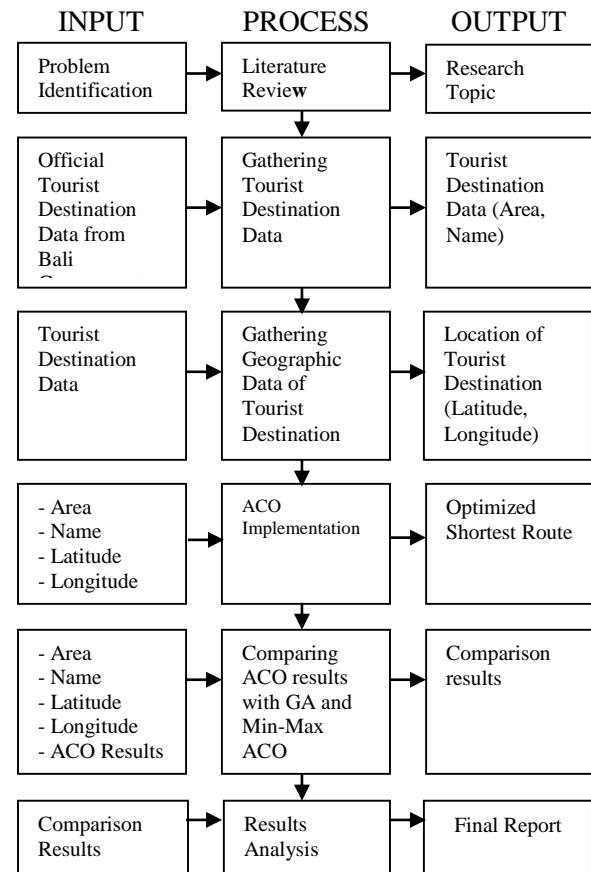 INPUT PROCESS OUTPUT
Problem
Identification
Literature
Review
Research
Topic
Official
Tourist
Destination
Data from
Bali
Gathering
Tourist
Destination
Data
Tourist
Destination
Data (Area,
Name)
Tourist
Destination
Data
Gathering
Geographic
Data of
Tourist
Destination
Location of
Tourist
Destination
(Latitude,
Longitude)
- Area
- Name
- Latitude
- Longitude
ACO
Implementation
Optimized
Shortest Route
- Area
- Name
- Latitude
- Longitude
- ACO Results
Comparing
ACO results
with GA and
Min-Max
ACO
Comparison
results
Comparison
Results
Results
Analysis
Final Report